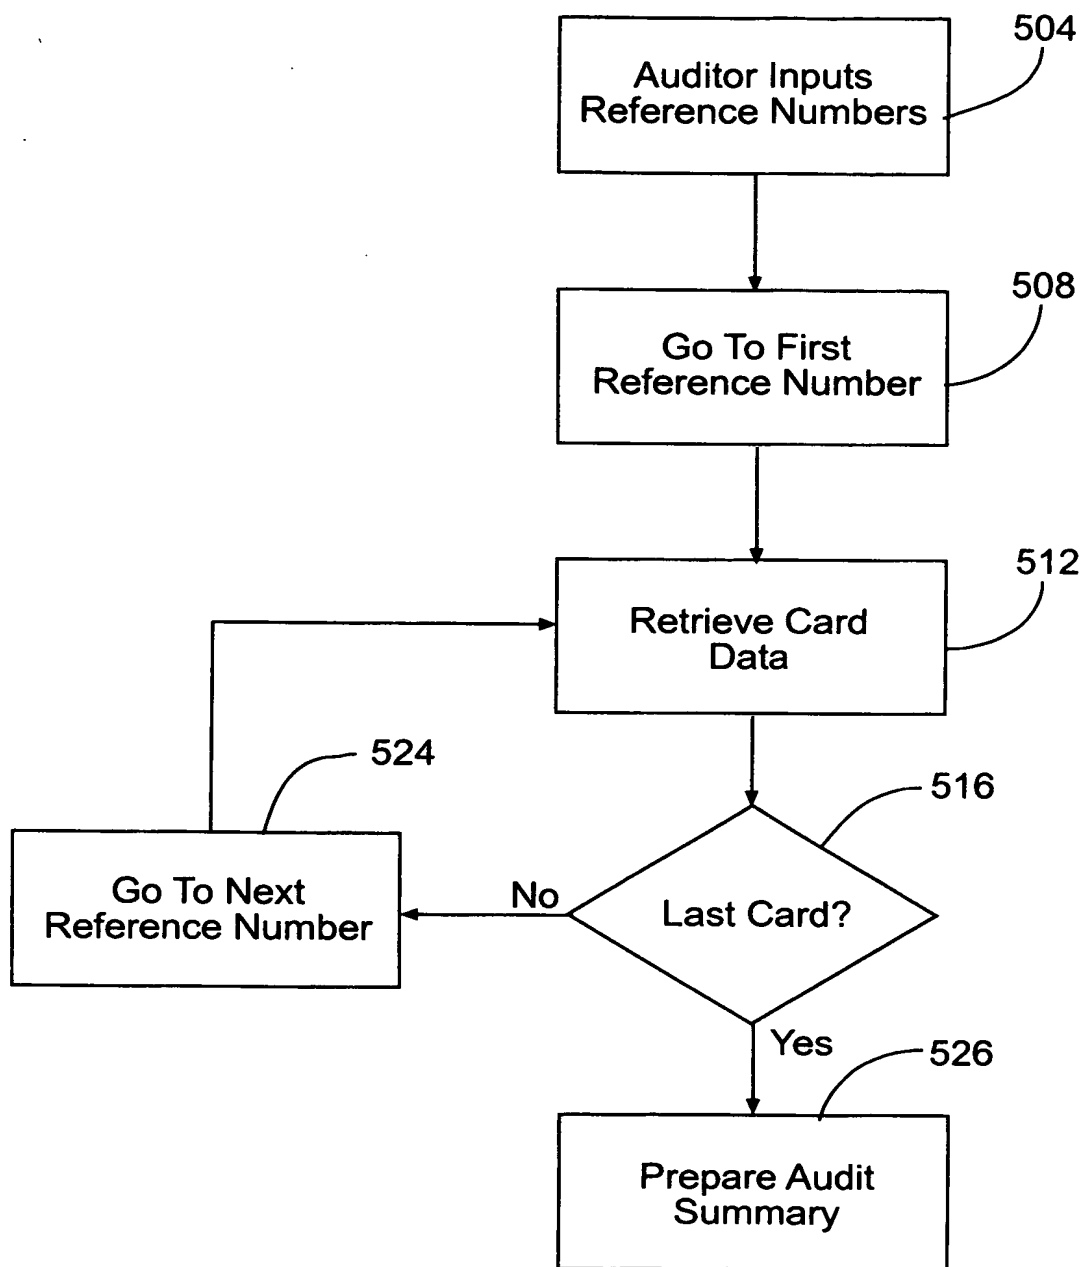 504
Auditor Inputs
Reference Numbers
508
Go To First
Reference Number
512
Retrieve Card
Data
524
516
Go To Next
Reference Number
No
Last Card?
Yes
526
Prepare Audit
Summary